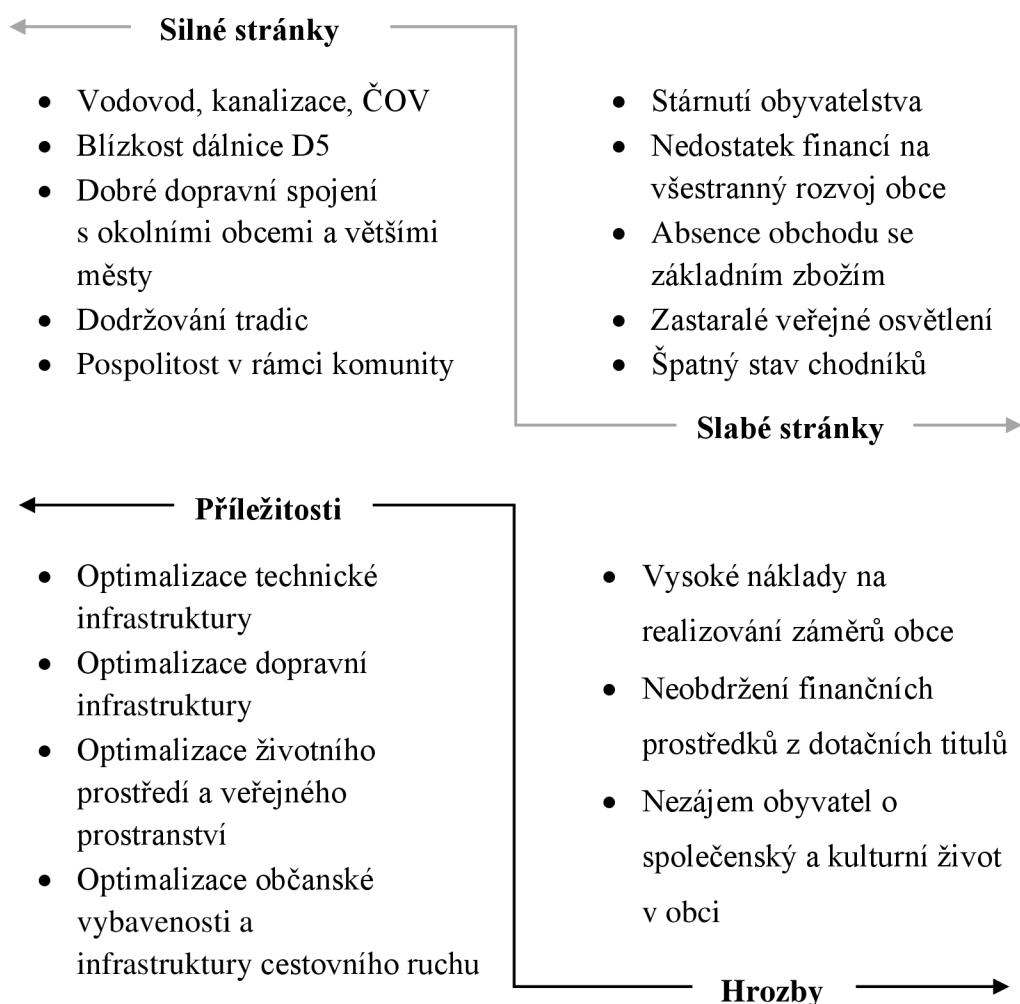 Silné stránky
• Vodovod, kanalizace, ČOV
• Blízkost dálnice D5
• Dobré dopravní spojení
s okolními obcemi a většími
městy
• Dodržování tradic
• Pospolitost v rámci komunity
• Stárnutí obyvatelstva
• Nedostatek financí na
všestranný rozvoj obce
• Absence obchodu se
základním zbožím
• Zastaralé veřejné osvětlení
• Špatný stav chodníků
Slabé stránky
Příležitosti
• Optimalizace technické
infrastruktury
• Optimalizace dopravní
infrastruktury
• Optimalizace životního
prostředí a veřejného
prostranství
• Optimalizace občanské
vybavenosti a
infrastruktury cestovního ruchu
• Vysoké náklady na
realizování záměrů obce
• Neobdržení finančních
prostředků z dotačních titulů
• Nezájem obyvatel o
společenský a kulturní život
v obci
Hrozby